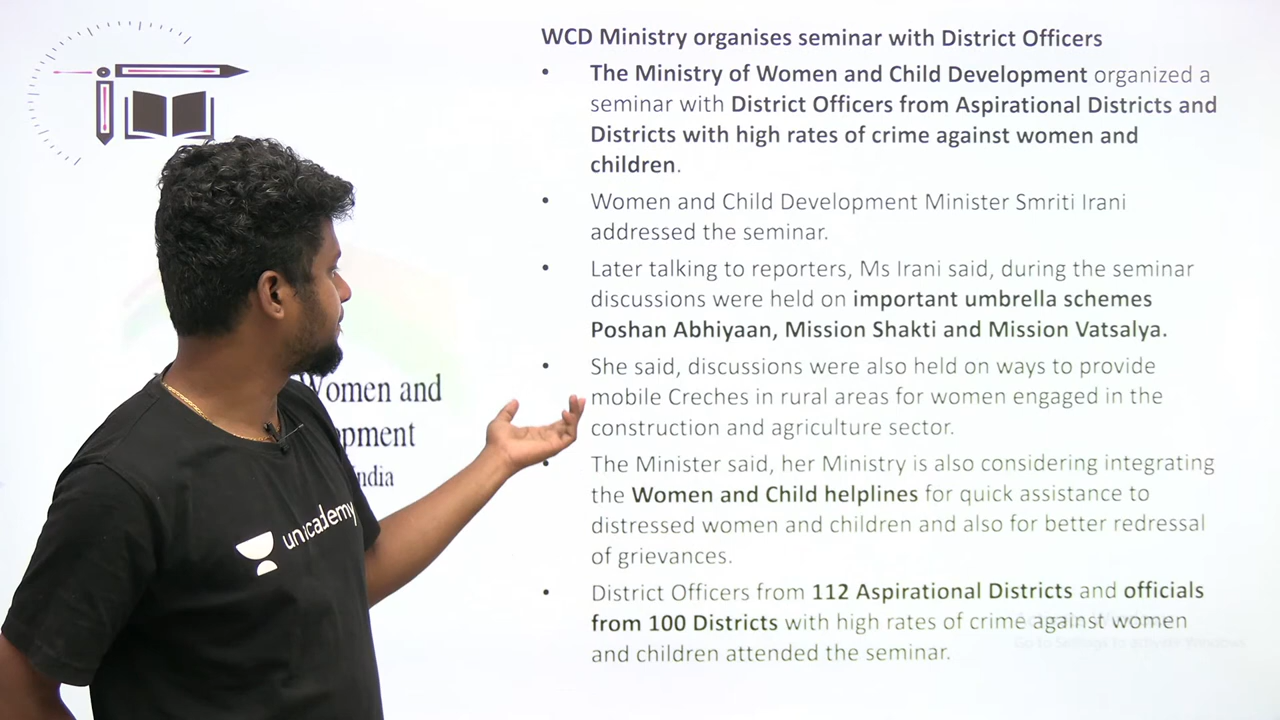 WCD Ministry organises seminar with District Officers
• The Ministry of Women and Child Development organized a
seminar with District Officers from Aspirational Districts and
Districts with high rates of crime against women and
children.
• Women and Child Development Minister Smriti Irani
addressed the seminar.
• Later talking to reporters, Ms Irani said, during the seminar
discussions were held on important umbrella schemes
Poshan Abhiyaan, Mission Shakti and Mission Vatsalya.
• She said, discussions were also held on ways to provide
mobile Creches in rural areas for women engaged in the
construction and agriculture sector.
• The Minister said, her Ministry is also considering integrating
the Women and Child helplines for quick assistance to
distressed women and children and also for better redressal
of grievances.
• District Officers from 112 Aspirational Districts and officials
from 100 Districts with high rates of crime against women
and children attended the seminar.
Women and
unacademy
Go to Settings to activate Windows.